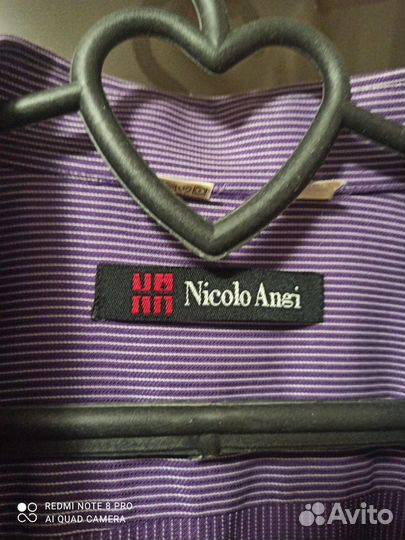 Nicolo Angi
REDMI NOTE 8 PRO
AI QUAD CAMERA
Avito